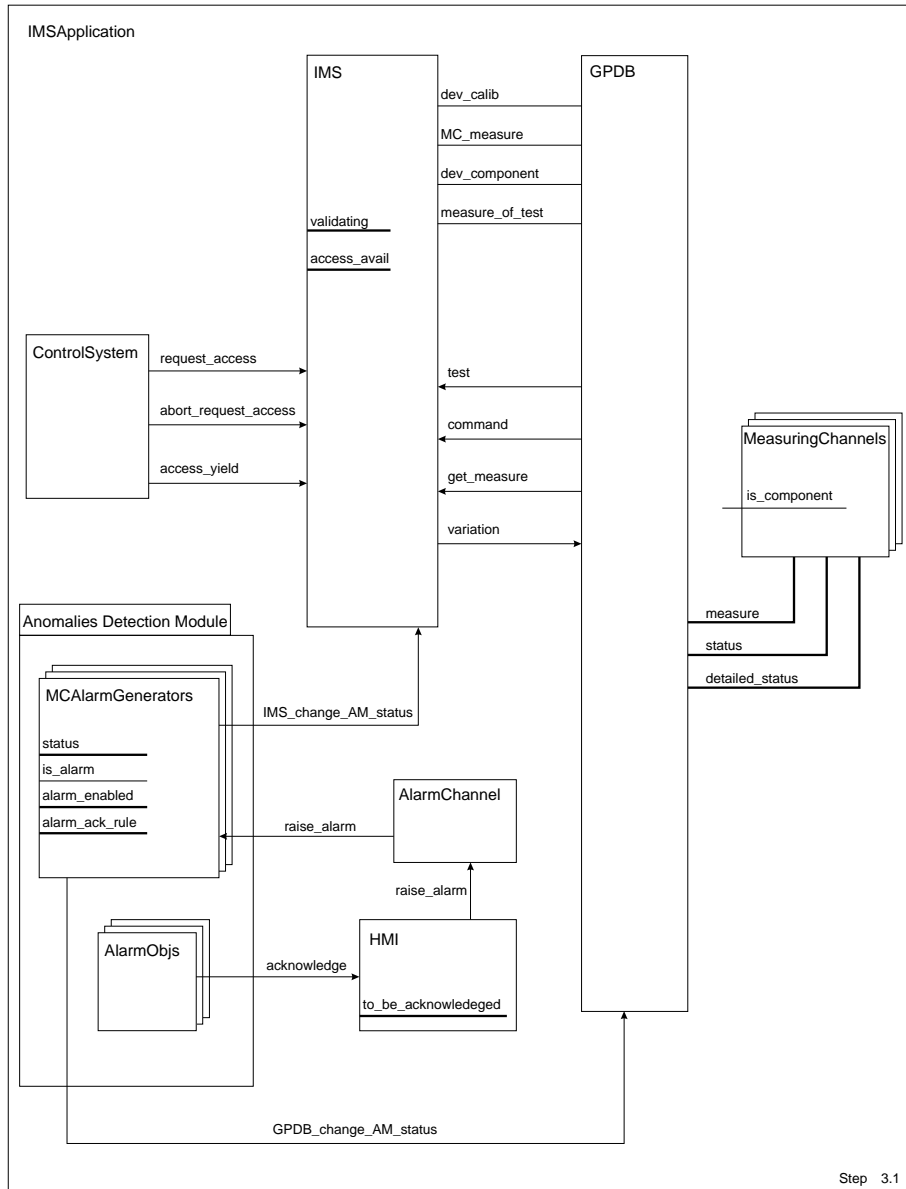 IMSApplication
IMS
GPDB
dev_calib
MC_measure
dev_component
measure_of_test
validating
access_avail
ControlSystem
request_access
abort_request_access
access_yield
test
command
get_measure
variation
MeasuringChannels
is_component
measure
status
detailed_status
Anomalies Detection Module
MCAlarmGenerators
status
is_alarm
alarm_enabled
alarm_ack_rule
IMS_change_AM_status
AlarmChannel
raise_alarm
raise_alarm
AlarmObjs
acknowledge
HMI
to_be_acknowledeged
GPDB_change_AM_status
Step 3.1